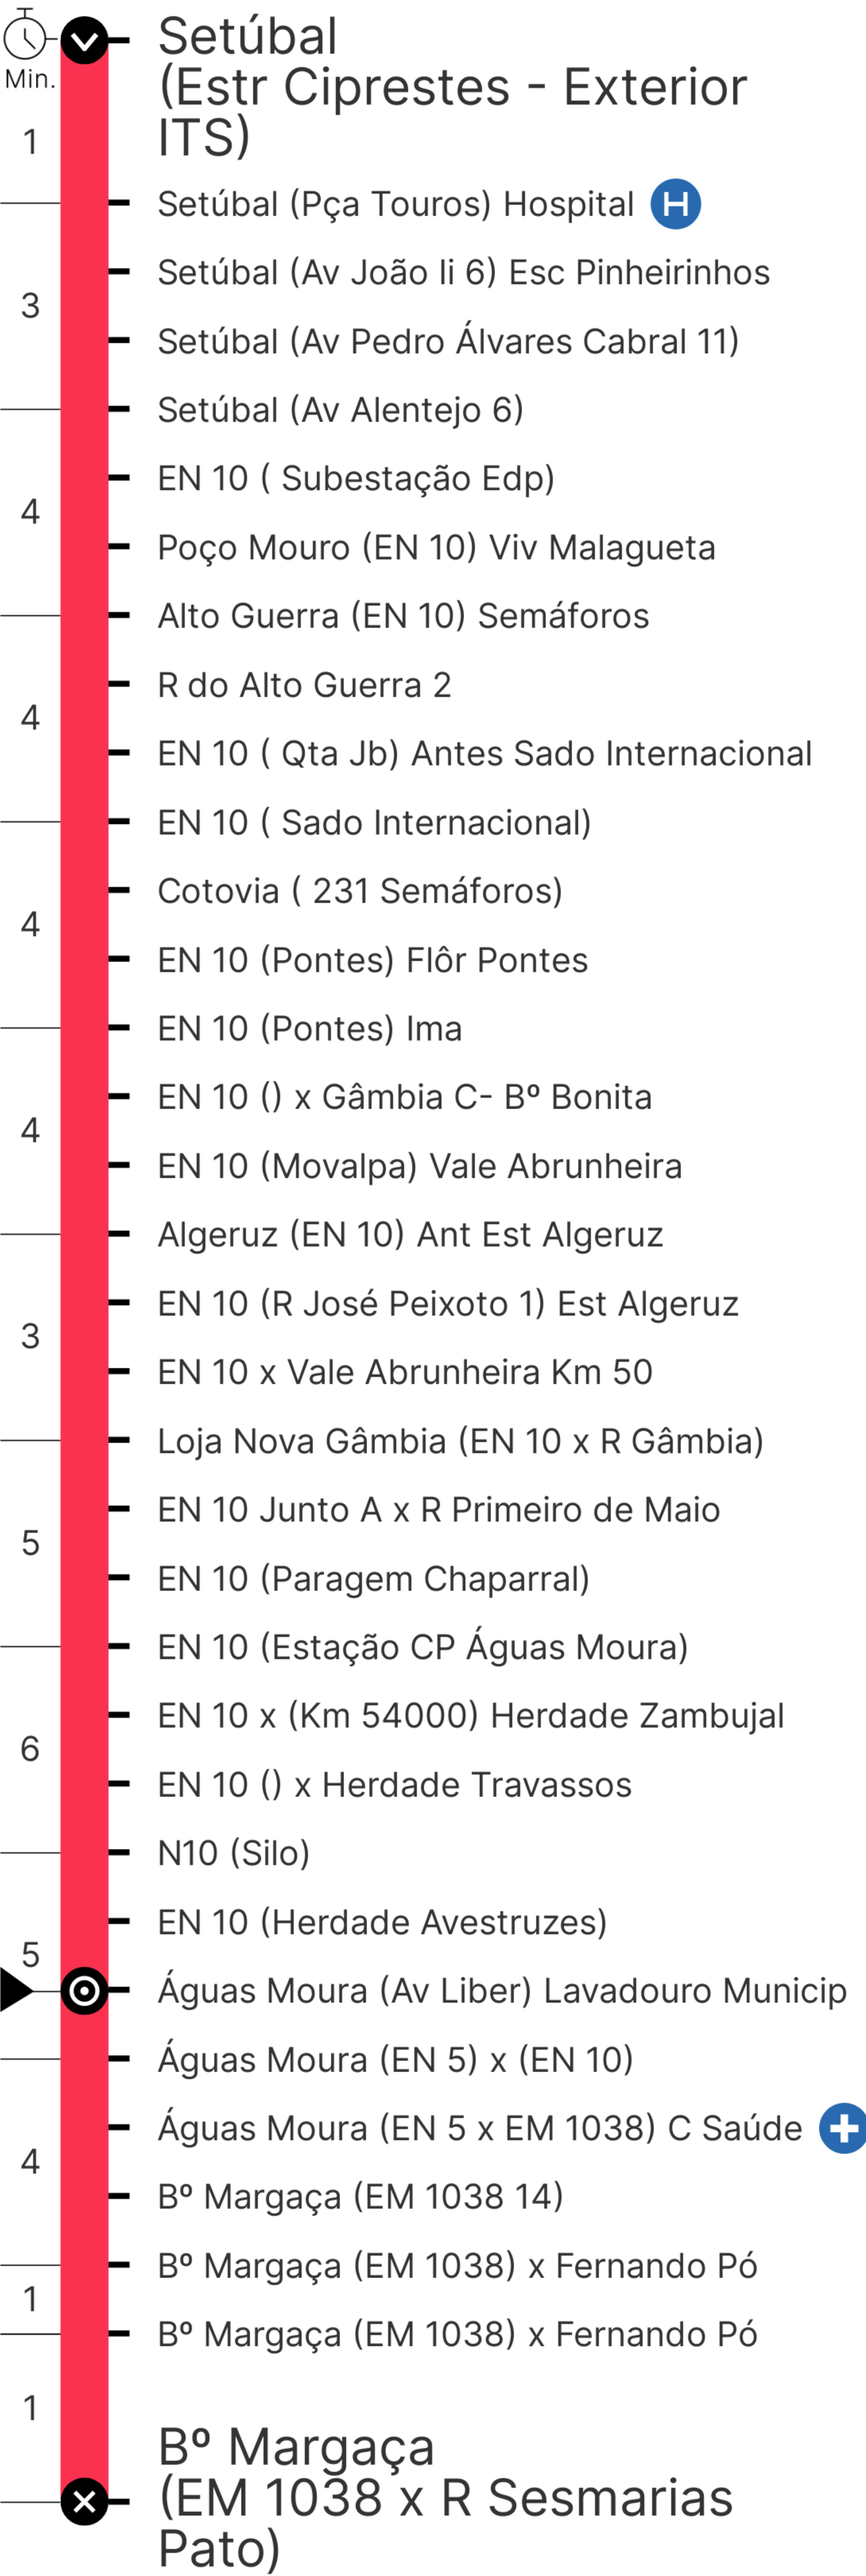 Setúbal
(Estr Ciprestes - Exterior
ITS)
Min.
1
Setúbal (Pça Touros) Hospital H
Setúbal (Av João Ii 6) Esc Pinheirinhos
3
Setúbal (Av Pedro Álvares Cabral 11)
Setúbal (Av Alentejo 6)
EN 10 ( Subestação Edp)
4
Poço Mouro (EN 10) Viv Malagueta
Alto Guerra (EN 10) Semáforos
R do Alto Guerra 2
4
EN 10 ( Qta Jb) Antes Sado Internacional
EN 10 ( Sado Internacional)
Cotovia ( 231 Semáforos)
4
EN 10 (Pontes) Flôr Pontes
EN 10 (Pontes) Ima
EN 10 () x Gâmbia C- Bº Bonita
4
EN 10 (Movalpa) Vale Abrunheira
Algeruz (EN 10) Ant Est Algeruz
EN 10 (R José Peixoto 1) Est Algeruz
3
EN 10 x Vale Abrunheira Km 50
Loja Nova Gâmbia (EN 10 x R Gâmbia)
EN 10 Junto A x R Primeiro de Maio
5
EN 10 (Paragem Chaparral)
EN 10 (Estação CP Águas Moura)
EN 10 x (Km 54000) Herdade Zambujal
6
EN 10 () x Herdade Travassos
N10 (Silo)
EN 10 (Herdade Avestruzes)
5
Águas Moura (Av Liber) Lavadouro Municip
Águas Moura (EN 5) x (EN 10)
Águas Moura (EN 5 x EM 1038) C Saúde
4
Bº Margaça (EM 1038 14)
Bº Margaça (EM 1038) x Fernando Pó
1
Bº Margaça (EM 1038) x Fernando Pó
1
Bº Margaça
(EM 1038 x R Sesmarias
Pato)